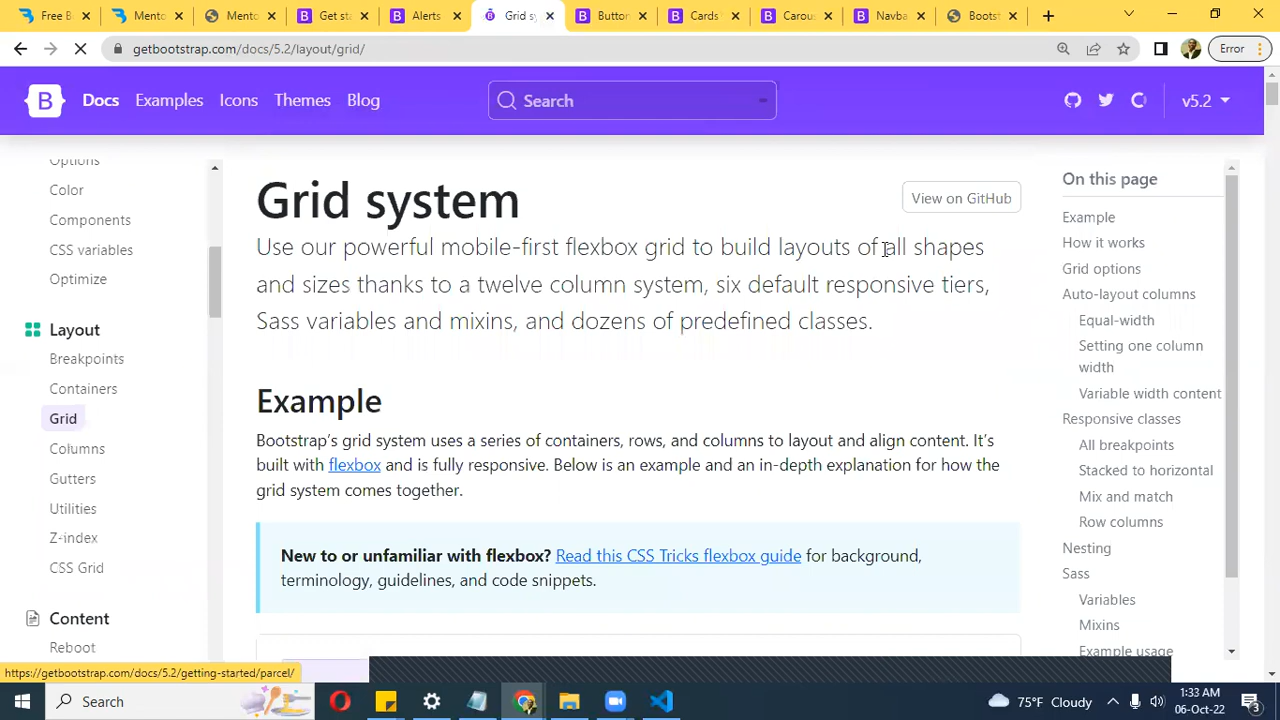 Free B
Mento
Mento
Get sta
Alerts
Grid sy
Button
Cards
Carous
Navba
Bootst
getbootstrap.com/docs/5.2/layout/grid/
Error
B
Docs
Examples
Icons
Themes
Blog
Search
v5.2
Options
Color
Components
CSS variables
Optimize
Layout
Breakpoints
Containers
Grid
Columns
Gutters
Utilities
Z-index
CSS Grid
Content
Reboot
Grid system
View on GitHub
Use our powerful mobile-first flexbox grid to build layouts of all shapes
and sizes thanks to a twelve column system, six default responsive tiers,
Sass variables and mixins, and dozens of predefined classes.
Example
Bootstrap's grid system uses a series of containers, rows, and columns to layout and align content. It's
built with flexbox and is fully responsive. Below is an example and an in-depth explanation for how the
grid system comes together.
New to or unfamiliar with flexbox? Read this CSS Tricks flexbox guide for background,
terminology, guidelines, and code snippets.
On this page
Example
How it works
Grid options
Auto-layout columns
Equal-width
Setting one column
width
Variable width content
Responsive classes
All breakpoints
Stacked to horizontal
Mix and match
Row columns
Nesting
Sass
Variables
Mixins
Example usage
https://getbootstrap.com/docs/5.2/getting-started/parcel/
Search
75°F Cloudy
1:33 AM
06-Oct-22
3